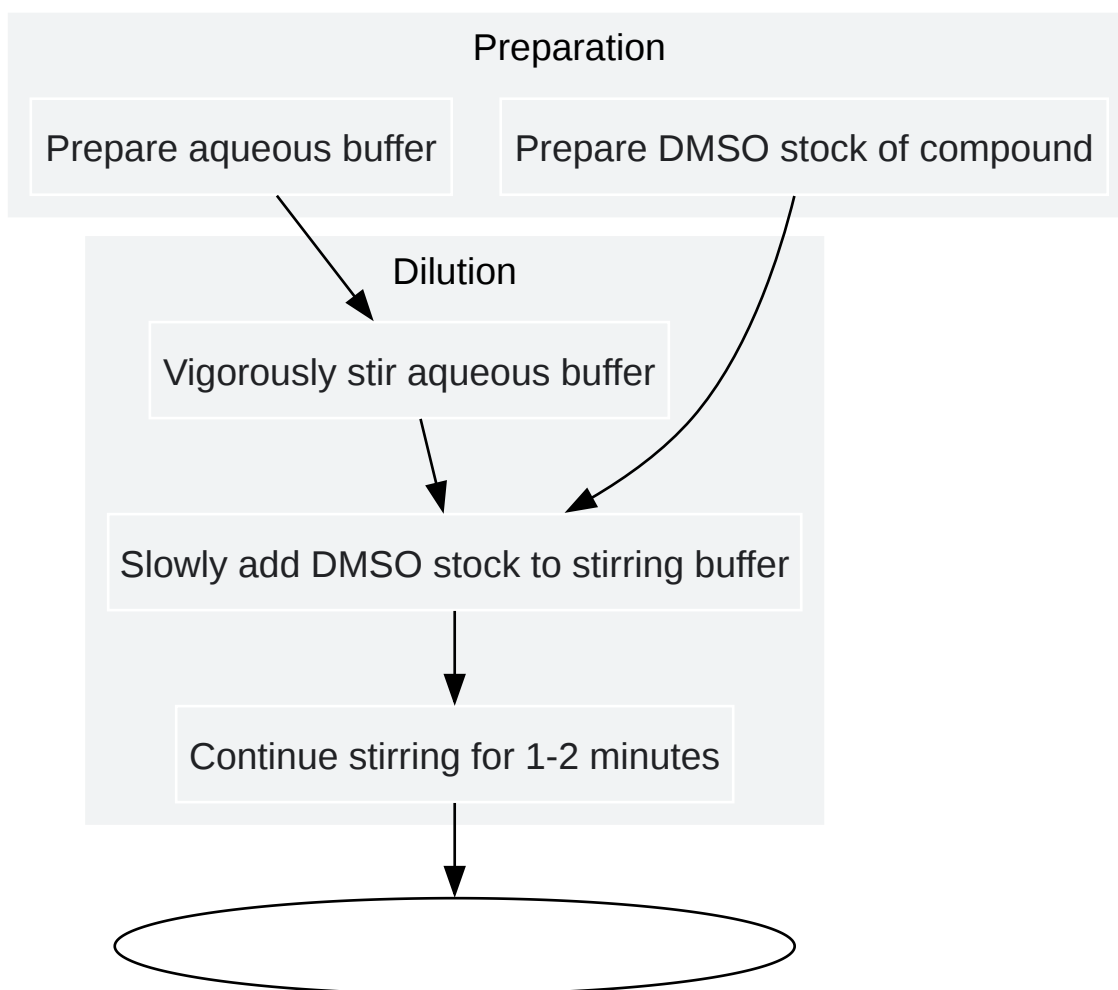 Preparation
Prepare aqueous buffer
Prepare DMSO stock of compound
Dilution
Vigorously stir aqueous buffer
Slowly add DMSO stock to stirring buffer
Continue stirring for 1-2 minutes